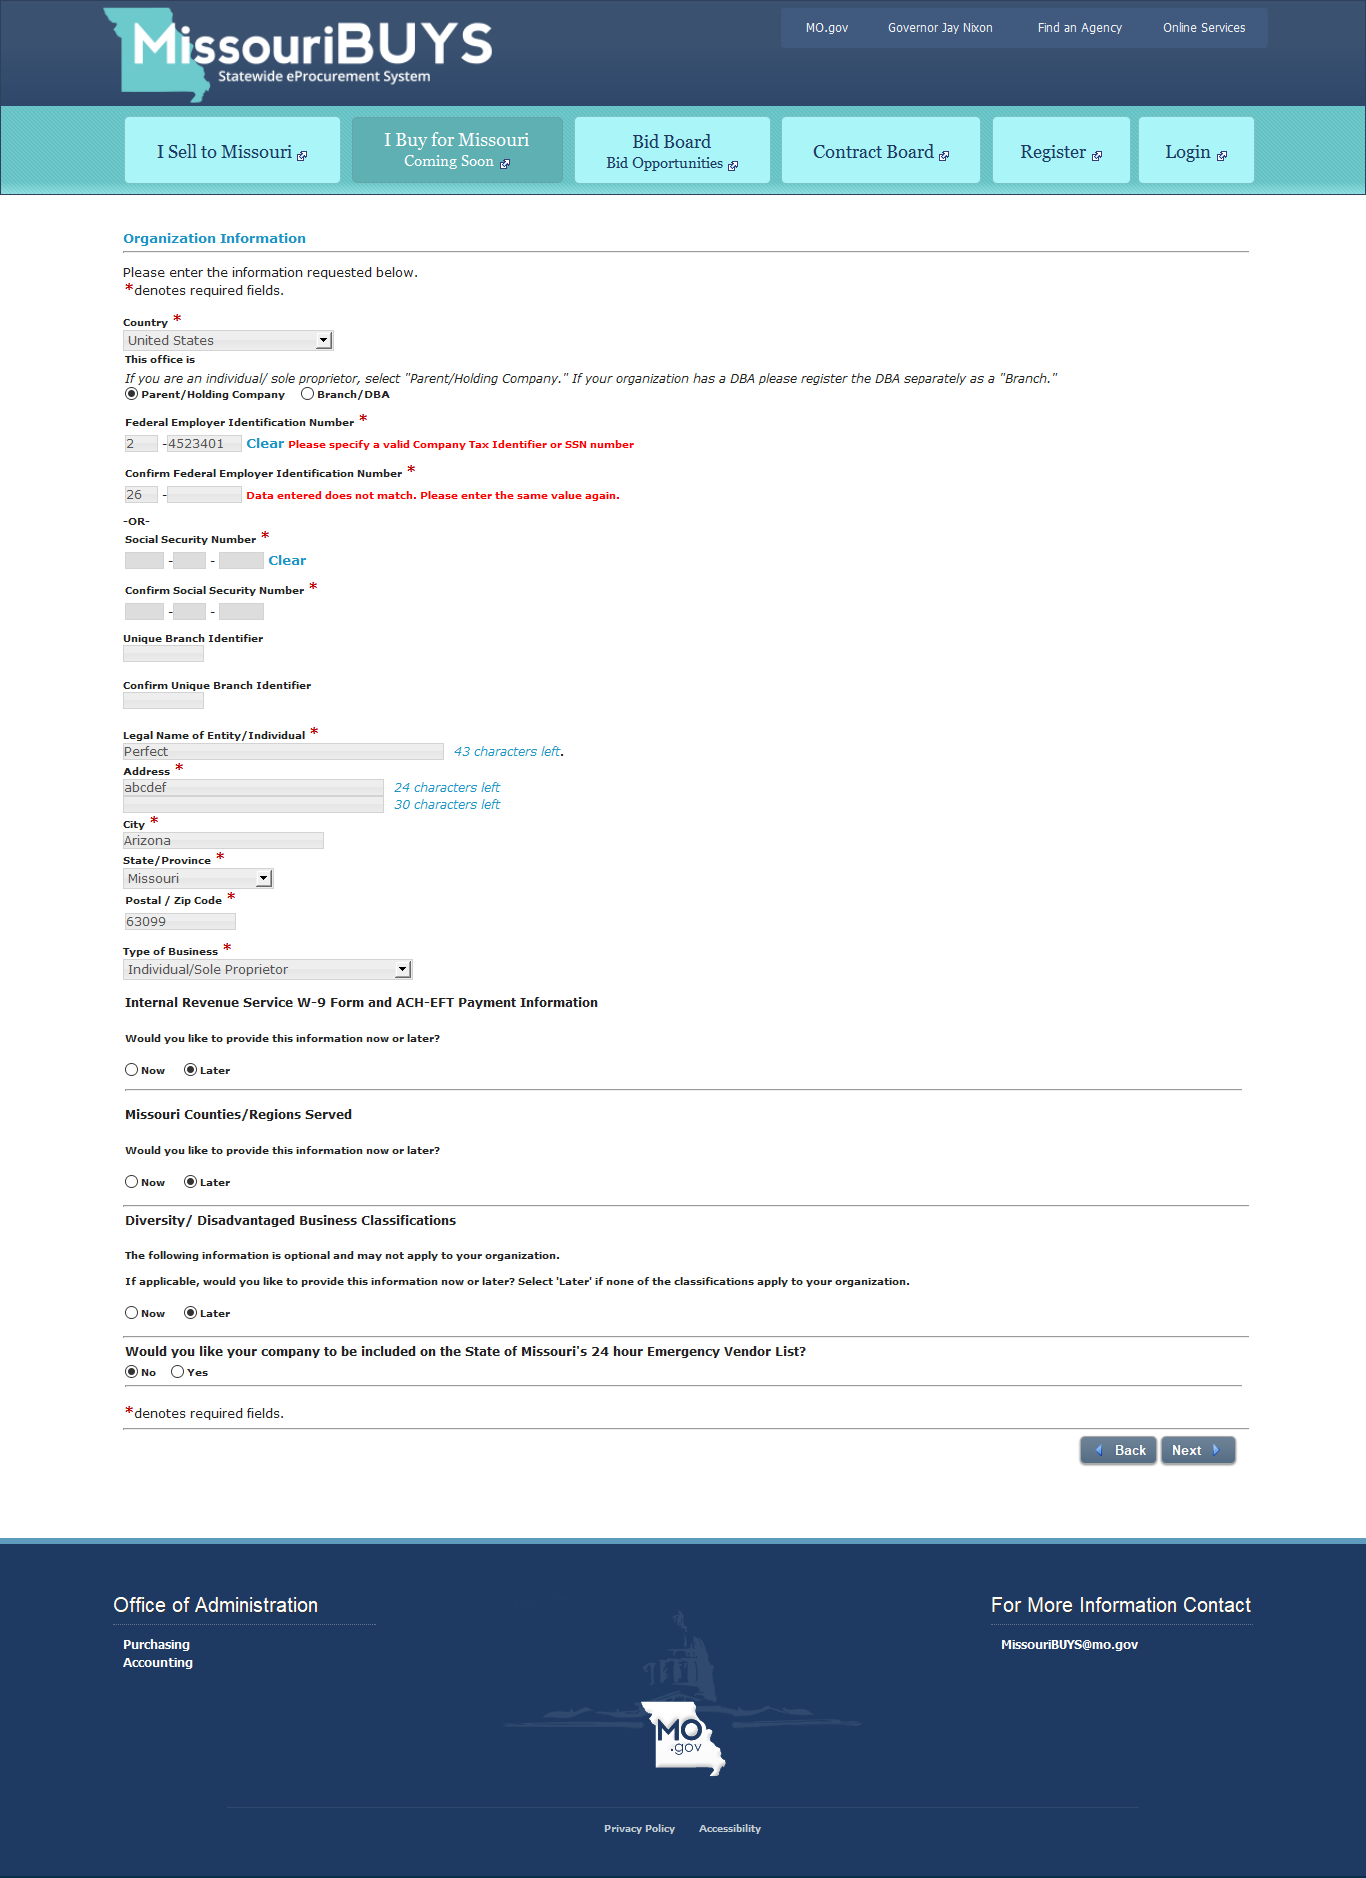 MissouriBUYS
Statewide eProcurement System
MO.gov Governor Jay Nixon Find an Agency Online Services
I Sell to Missouri
I Buy for Missouri
Coming Soon
Bid Board
Bid Opportunities
Contract Board
Register
Login
Organization Information
Please enter the information requested below.
*denotes required fields.
Country *
United States
This office is
If you are an individual/ sole proprietor, select "Parent/Holding Company." If your organization has a DBA please register the DBA separately as a "Branch."
Parent/Holding Company Branch/DBA
Federal Employer Identification Number *
2 -4523401 Clear Please specify a valid Company Tax Identifier or SSN number
Confirm Federal Employer Identification Number *
26 - Data entered does not match. Please enter the same value again.
-OR-
Social Security Number *
- - Clear
Confirm Social Security Number *
- -
Unique Branch Identifier
Confirm Unique Branch Identifier
Legal Name of Entity/Individual *
Perfect 43 characters left.
Address *
abcdef 24 characters left
30 characters left
City *
Arizona
State/Province *
Missouri
Postal / Zip Code *
63099
Type of Business *
Individual/Sole Proprietor
Internal Revenue Service W-9 Form and ACH-EFT Payment Information
Would you like to provide this information now or later?
Now Later
Missouri Counties/Regions Served
Would you like to provide this information now or later?
Now Later
Diversity/ Disadvantaged Business Classifications
The following information is optional and may not apply to your organization.
If applicable, would you like to provide this information now or later? Select 'Later' if none of the classifications apply to your organization.
Now Later
Would you like your company to be included on the State of Missouri's 24 hour Emergency Vendor List?
No Yes
*denotes required fields.
Back Next
Office of Administration
Purchasing
Accounting
For More Information Contact
MissouriBUYS@mo.gov
MO
.gov
Privacy Policy Accessibility